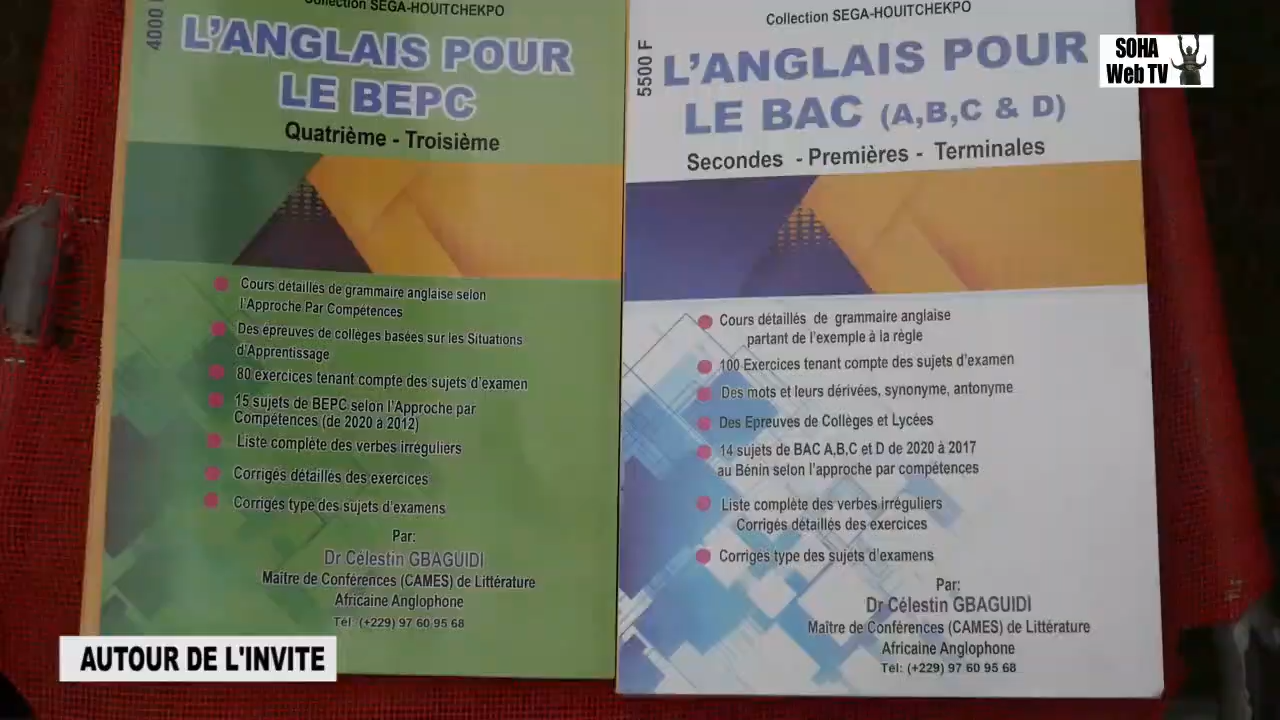 Collection SEGA-HOUITCHEKPO
4000
L'ANGLAIS POUR
LE BEPC
Quatrième - Troisième
Cours détaillés de grammaire anglaise selon
l'Approche Par Compétences
Des épreuves de collèges basées sur les Situations
d'Apprentissage
80 exercices tenant compte des sujets d'examen
15 sujets de BEPC selon l'Approche par
Compétences (de 2020 à 2012)
Liste complète des verbes irréguliers
Corrigés détaillés des exercices
Corrigés type des sujets d'examens
Par:
Dr Célestin GBAGUIDI
Maître de Conférences (CAMES) de Littérature
Africaine Anglophone
Tél: (+229) 97 60 95 68
Collection SEGA-HOUITCHEKPO
5500 F
L'ANGLAIS POUR
LE BAC (A,B,C & D)
Secondes - Premières - Terminales
Cours détaillés de grammaire anglaise
partant de l'exemple à la règle
100 Exercices tenant compte des sujets d'examen
Des mots et leurs dérivées, synonyme, antonyme
Des Epreuves de Collèges et Lycées
14 sujets de BAC A,B,C et D de 2020 à 2017
au Bénin selon l'approche par compétences
Liste complète des verbes irréguliers
Corrigés détaillés des exercices
Corrigés type des sujets d'examens
Par:
Dr Célestin GBAGUIDI
Maître de Conférences (CAMES) de Littérature
Africaine Anglophone
Tél: (+229) 97 60 95 68
SOHA
Web TV
AUTOUR DE L'INVITE